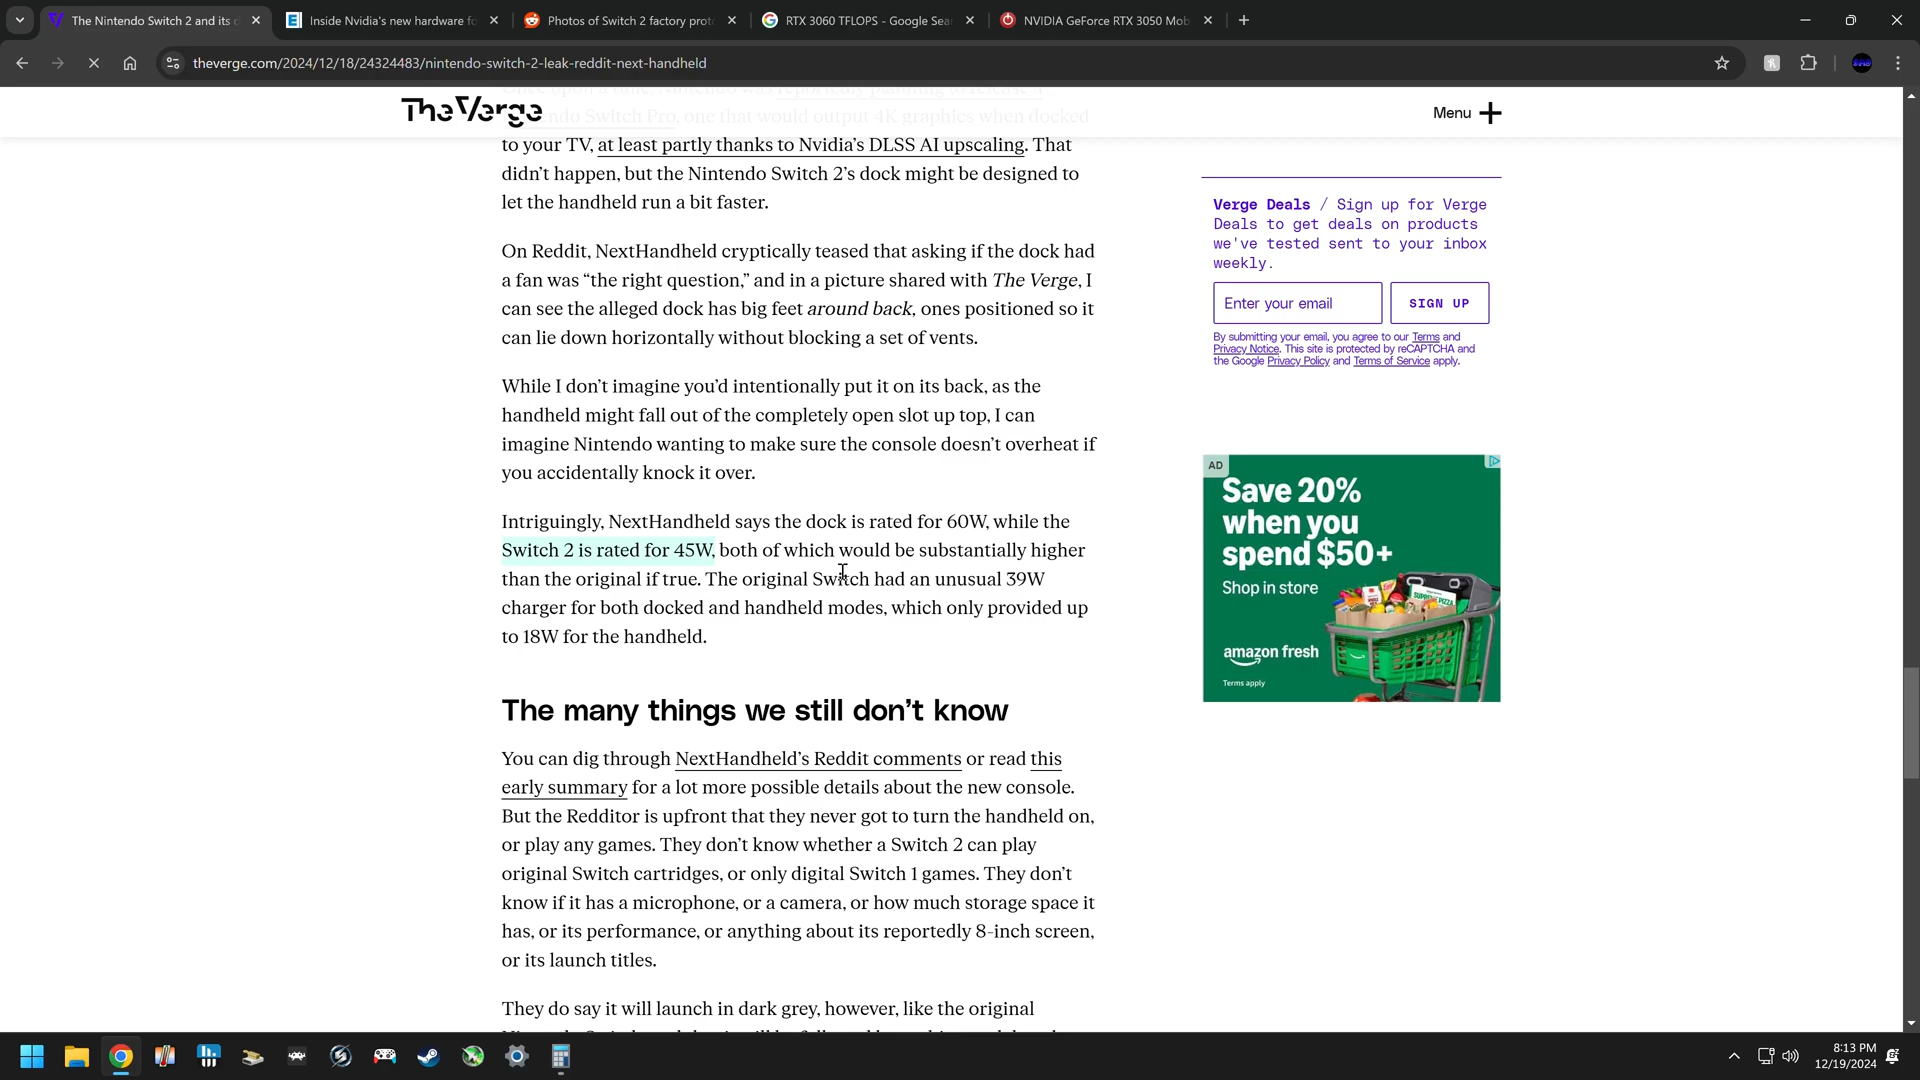 The Nintendo Switch 2 and its d
Inside Nvidia's new hardware fo
Photos of Switch 2 factory proto
RTX 3060 TFLOPS - Google Sea
NVIDIA GeForce RTX 3050 Mob
theverge.com/2024/12/18/24324483/nintendo-switch-2-leak-reddit-next-handheld
The Verge
Menu
Once upon a time, Nintendo was reportedly planning to release a
Nintendo Switch Pro, one that would output 4K graphics when docked
to your TV, at least partly thanks to Nvidia’s DLSS AI upscaling. That
didn’t happen, but the Nintendo Switch 2’s dock might be designed to
let the handheld run a bit faster.
On Reddit, NextHandheld cryptically teased that asking if the dock had
a fan was “the right question,” and in a picture shared with The Verge, I
can see the alleged dock has big feet around back, ones positioned so it
can lie down horizontally without blocking a set of vents.
While I don’t imagine you’d intentionally put it on its back, as the
handheld might fall out of the completely open slot up top, I can
imagine Nintendo wanting to make sure the console doesn’t overheat if
you accidentally knock it over.
Intriguingly, NextHandheld says the dock is rated for 60W, while the
Switch 2 is rated for 45W, both of which would be substantially higher
than the original if true. The original Switch had an unusual 39W
charger for both docked and handheld modes, which only provided up
to 18W for the handheld.
The many things we still don’t know
You can dig through NextHandheld’s Reddit comments or read this
early summary for a lot more possible details about the new console.
But the Redditor is upfront that they never got to turn the handheld on,
or play any games. They don’t know whether a Switch 2 can play
original Switch cartridges, or only digital Switch 1 games. They don’t
know if it has a microphone, or a camera, or how much storage space it
has, or its performance, or anything about its reportedly 8-inch screen,
or its launch titles.
They do say it will launch in dark grey, however, like the original
Verge Deals / Sign up for Verge
Deals to get deals on products
we've tested sent to your inbox
weekly.
Enter your email
SIGN UP
By submitting your email, you agree to our Terms and
Privacy Notice. This site is protected by reCAPTCHA and
the Google Privacy Policy and Terms of Service apply.
AD
Save 20%
when you
spend $50+
Shop in store
amazon fresh
Terms apply
8:13 PM
12/19/2024